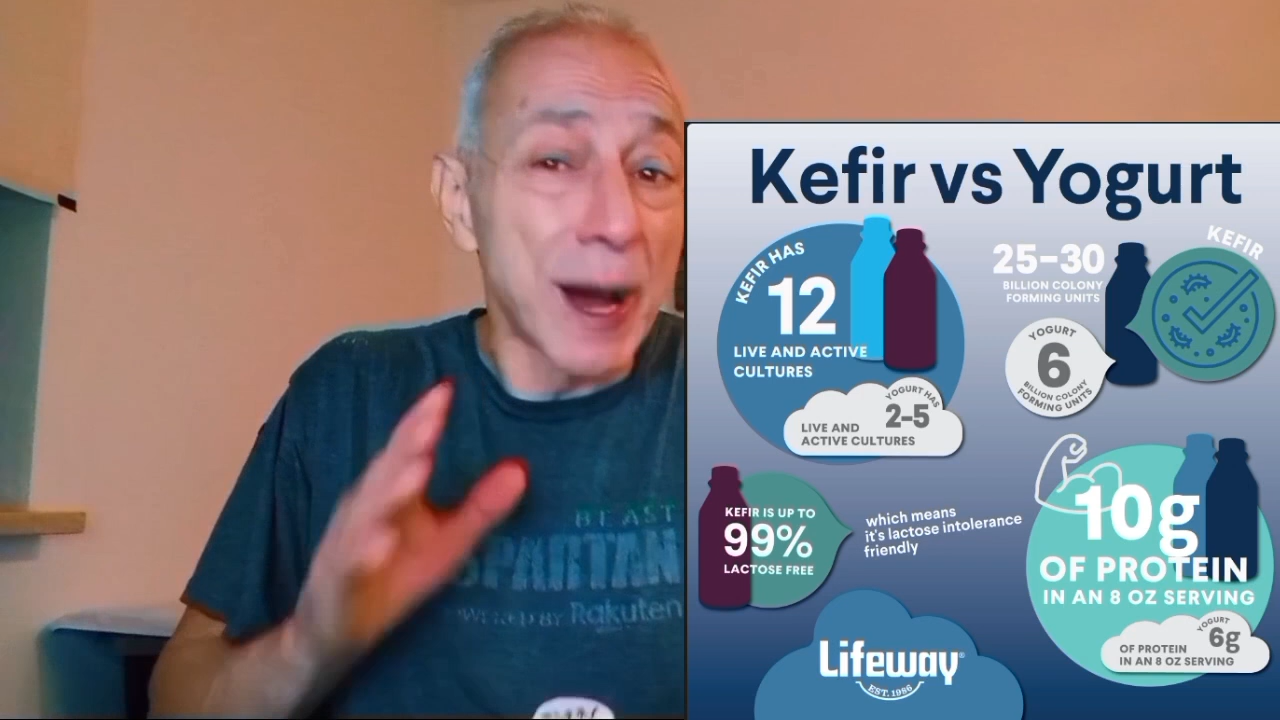 BEAST
SPARTAN
POWERED BY Rakuten
Kefir vs Yogurt
KEFIR HAS
12
LIVE AND ACTIVE
CULTURES
YOGURT HAS
2-5
LIVE AND
ACTIVE CULTURES
25-30
BILLION COLONY
FORMING UNITS
KEFIR
YOGURT
6
BILLION COLONY
FORMING UNITS
KEFIR IS UP TO
99%
LACTOSE FREE
which means
it's lactose intolerance
friendly
10g
OF PROTEIN
IN AN 8 OZ SERVING
YOGURT
6g
OF PROTEIN
IN AN 8 OZ SERVING
Lifeway
EST. 1986